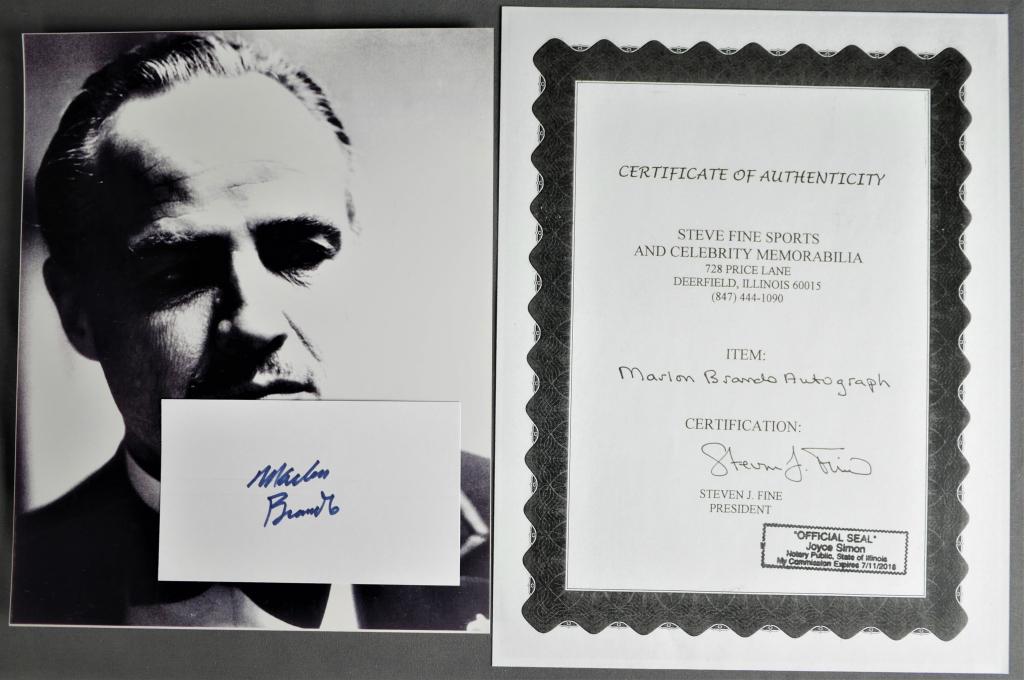 Marlon
Brando
CERTIFICATE OF AUTHENTICITY
STEVE FINE SPORTS
AND CELEBRITY MEMORABILIA
728 PRICE LANE
DEERFIELD, ILLINOIS 60015
(847) 444-1090
ITEM:
Marlon Brando Autograph
CERTIFICATION:
Steven J. Fine
STEVEN J. FINE
PRESIDENT
"OFFICIAL SEAL"
Joyce Simon
Notary Public, State of Illinois
My Commission Expires 7/11/2018